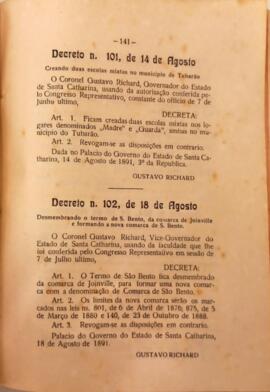 — 141 —
Decreto n. 101, de 14 de Agosto
Creando duas escolas mixtas no municipio de Tubarão
O Coronel Gustavo Richard, Governador do Estado
de Santa Catharina, usando da autorização conferida pe-
lo Congresso Representativo, constante do officio de 7 de
junho ultimo,
DECRETA:
Art. 1. Ficam creadas duas escolas mixtas nos lo-
gares denominados „Madre" e „Guarda", ambas no mu-
nicipio do Tubarão.
Art. 2. Revogam-se as disposições em contrario.
Dada no Palacio do Governo do Estado de Santa Ca-
tharina, 14 de Agosto de 1891, 3º da Republica.
GUSTAVO RICHARD
Decreto n. 102, de 18 de Agosto
Desmembrando o termo de S. Bento, da comarca de Joinville
e formando a nova comarca de S. Bento.
O Coronel Gustavo Richard, Vice-Governador do
Estado de Santa Catharina, usando da faculdade que lhe
foi conferida pelo Congresso Representativo em sessão de
7 de Julho ultimo,
DECRETA:
Art. 1. O Termo de São Bento fica desmembrado
da comarca de Joinville, para formar uma nova comar-
ca com a denominação de Comarca de São Bento.
Art. 2. Os limites da nova comarca serão os mar-
cados nas leis ns. 801, de 6 de Abril de 1876; 875, de
5 de Março de 1880 e 140, de 23 de Outubro de 1888.
Art. 3. Revogam-se as disposições em contrario.
Palacio do Governo do Estado de Santa Catharina,
18 de Agosto de 1891.
GUSTAVO RICHARD